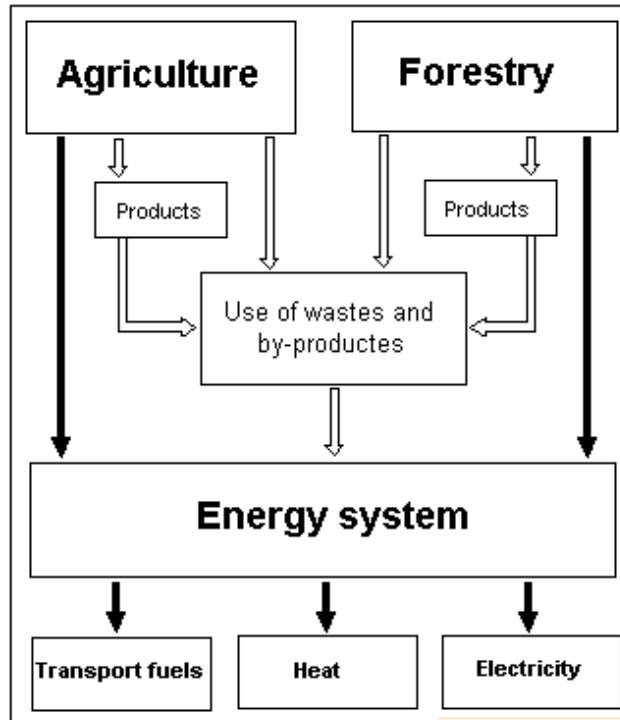 Agriculture
Forestry
Products
Products
Use of wastes and
by-productes
Energy system
Transport fuels
Heat
Electricity